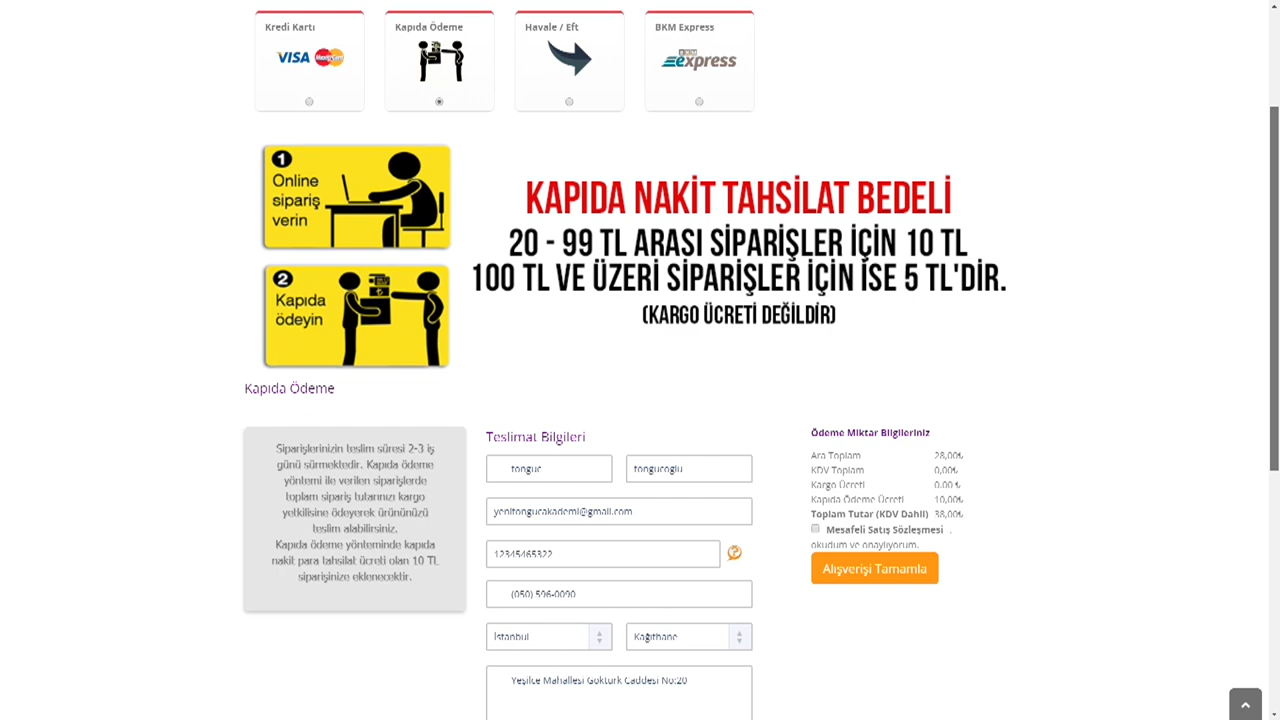 Kredi Kartı
Kapıda Ödeme
Havale / Eft
BKM Express
VISA MasterCard
BKM
express
1
Online
sipariş
verin
KAPIDA NAKİT TAHSİLAT BEDELİ
20 - 99 TL ARASI SİPARİŞLER İÇİN 10 TL
100 TL VE ÜZERİ SİPARİŞLER İÇİN İSE 5 TL'DİR.
(KARGO ÜCRETİ DEĞİLDİR)
2
Kapıda
ödeyin
Kapıda Ödeme
Siparişlerinizin teslim süresi 2-3 iş
günü sürmektedir. Kapıda ödeme
yöntemi ile verilen siparişlerde
toplam sipariş tutarınızı kargo
yetkilisine ödeyerek ürününüzü
teslim alabilirsiniz.
Kapıda ödeme yönteminde kapıda
nakit para tahsilat ücreti olan 10 TL
siparişinize eklenecektir.
Teslimat Bilgileri
tonguc
tongucoglu
yenitongucakademi@gmail.com
12345465322
(050) 596-0090
İstanbul
Kağıthane
Yeşilce Mahallesi Göktürk Caddesi No:20
Ödeme Miktar Bilgileriniz
Ara Toplam 28,00₺
KDV Toplam 0,00₺
Kargo Ücreti 0.00 ₺
Kapıda Ödeme Ücreti 10,00₺
Toplam Tutar (KDV Dahil) 38,00₺
Mesafeli Satış Sözleşmesi .
okudum ve onaylıyorum.
Alışverişi Tamamla